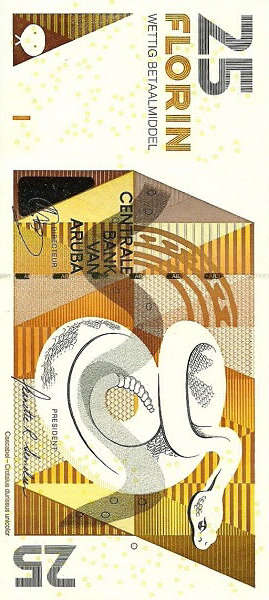 25
FLORIN
WETTIG BETAALMIDDEL
CENTRALE
BANK
VAN
ARUBA
DIRECTEUR
PRESIDENT
Cascabel - Crotalus durissus unicolor
25